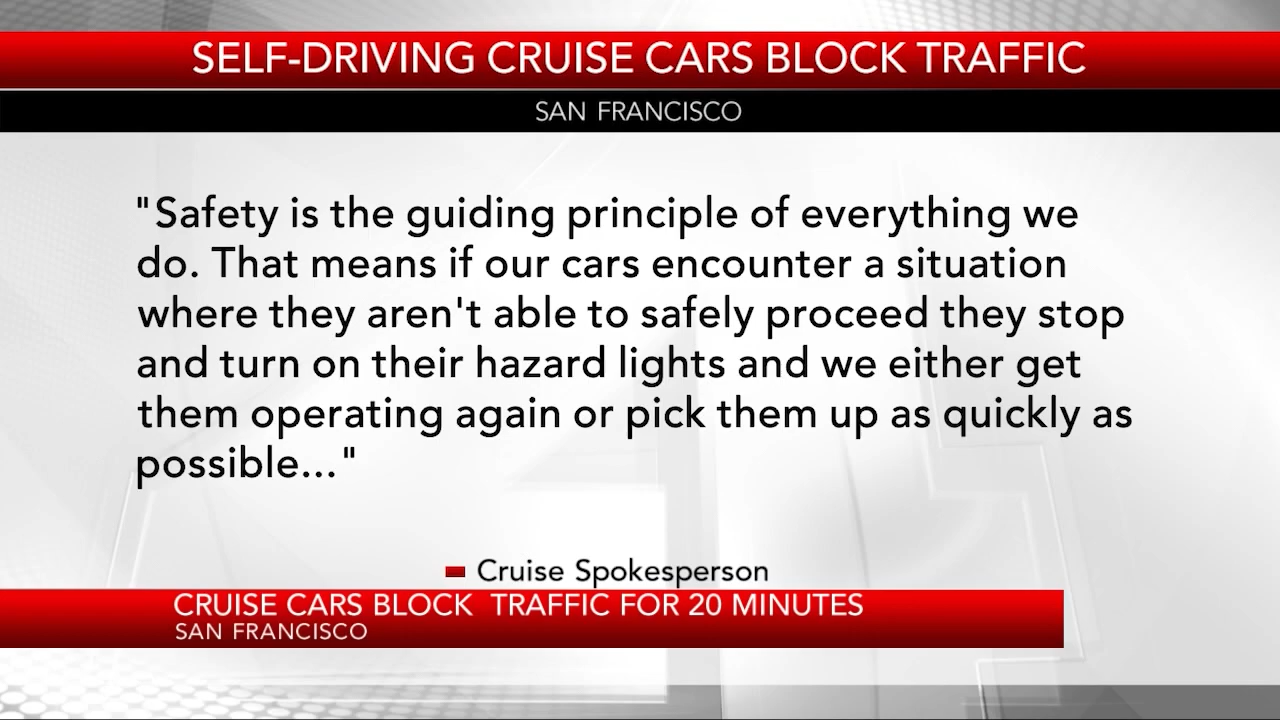 SELF-DRIVING CRUISE CARS BLOCK TRAFFIC
SAN FRANCISCO
"Safety is the guiding principle of everything we
do. That means if our cars encounter a situation
where they aren't able to safely proceed they stop
and turn on their hazard lights and we either get
them operating again or pick them up as quickly as
possible..."
Cruise Spokesperson
CRUISE CARS BLOCK  TRAFFIC FOR 20 MINUTES
SAN FRANCISCO